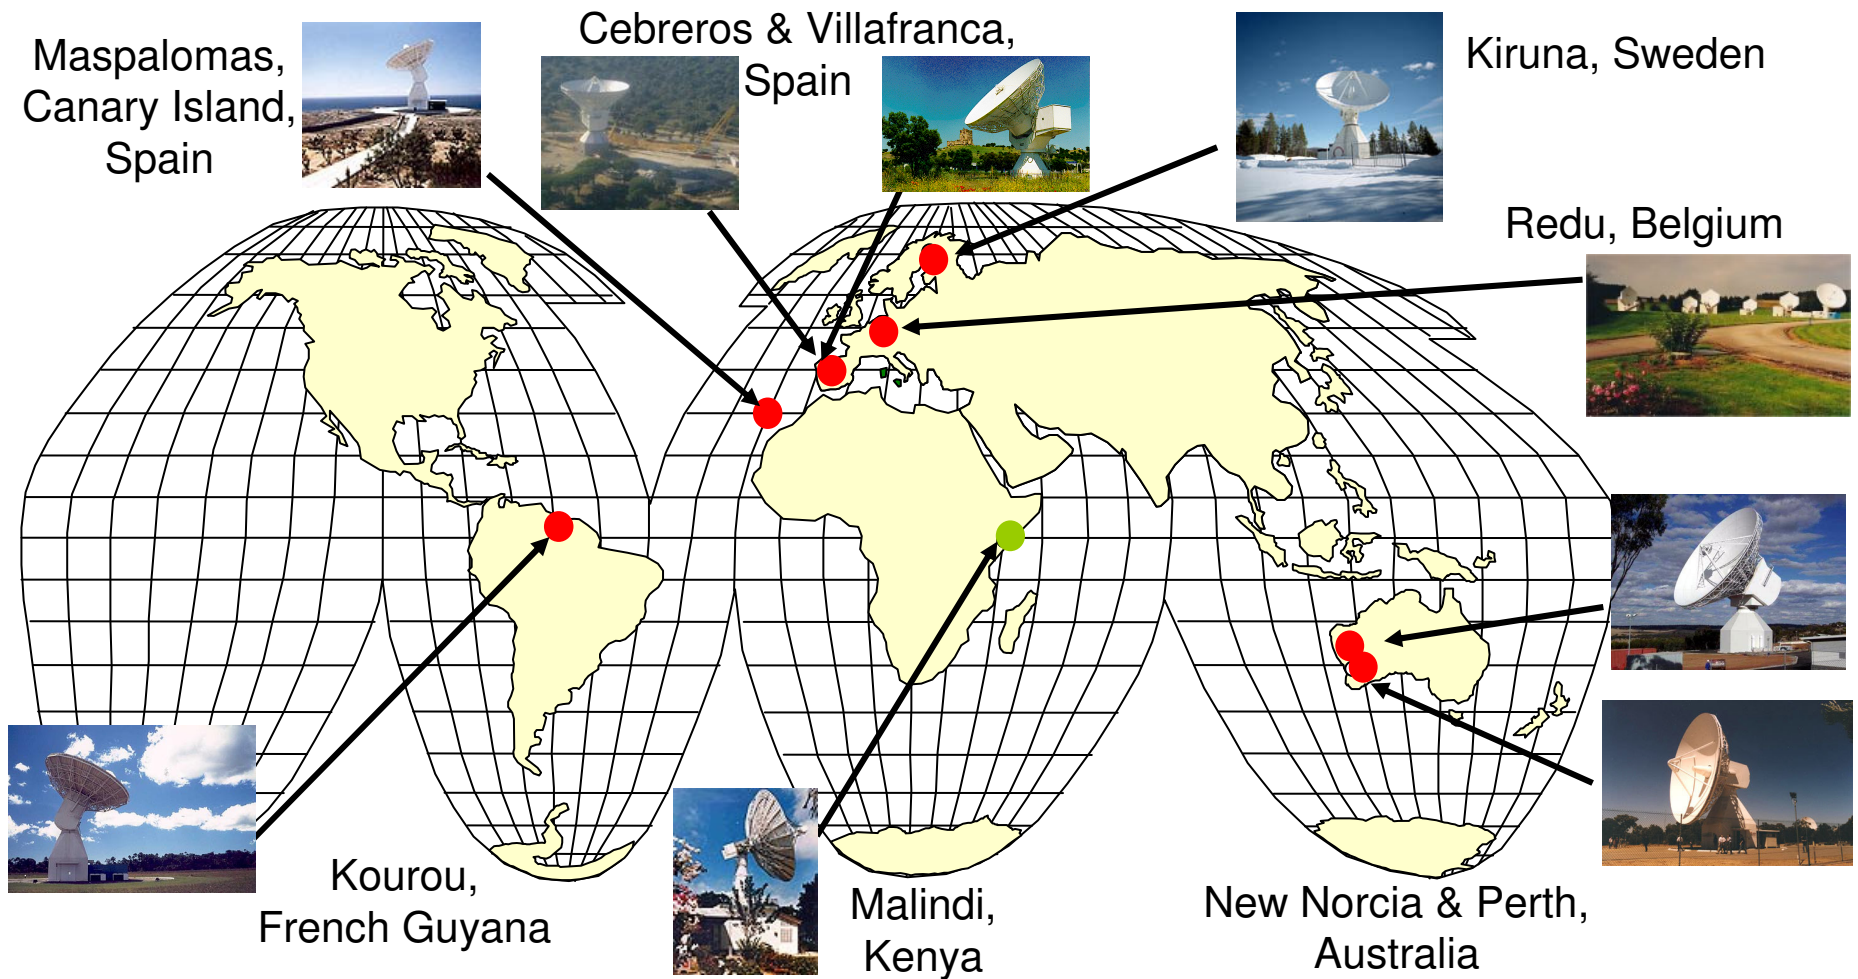 Maspalomas,
Canary Island,
Spain
Cebreros & Villafranca,
Spain
Kiruna, Sweden
Redu, Belgium
Kourou,
French Guyana
Malindi,
Kenya
New Norcia & Perth,
Australia